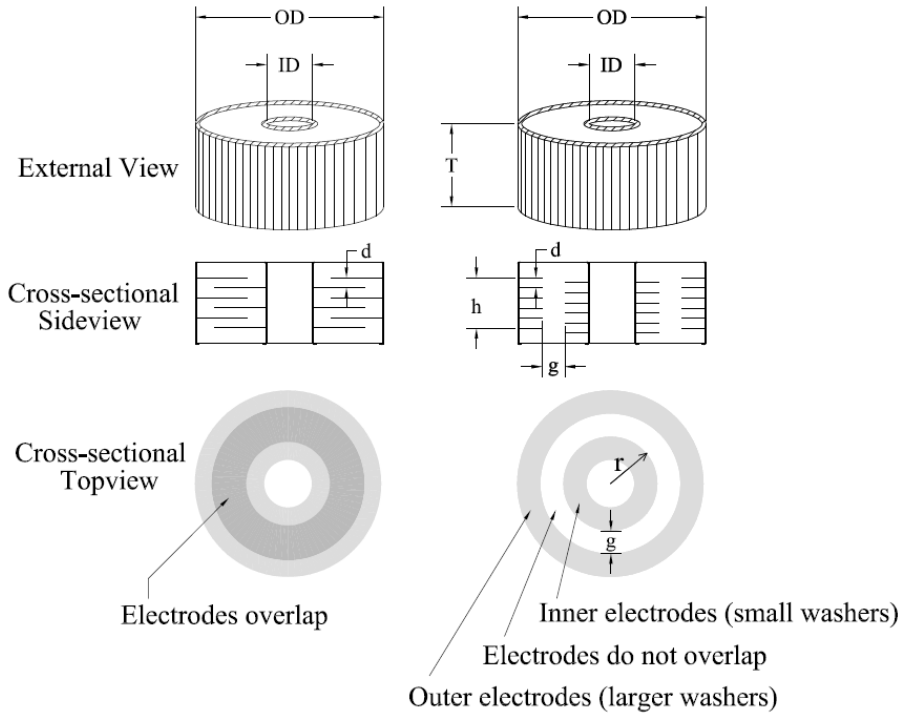 OD
OD
ID
ID
External View
T
d
d
Cross-sectional
Sideview
h
g
Cross-sectional
Topview
r
g
Electrodes overlap
Inner electrodes (small washers)
Electrodes do not overlap
Outer electrodes (larger washers)